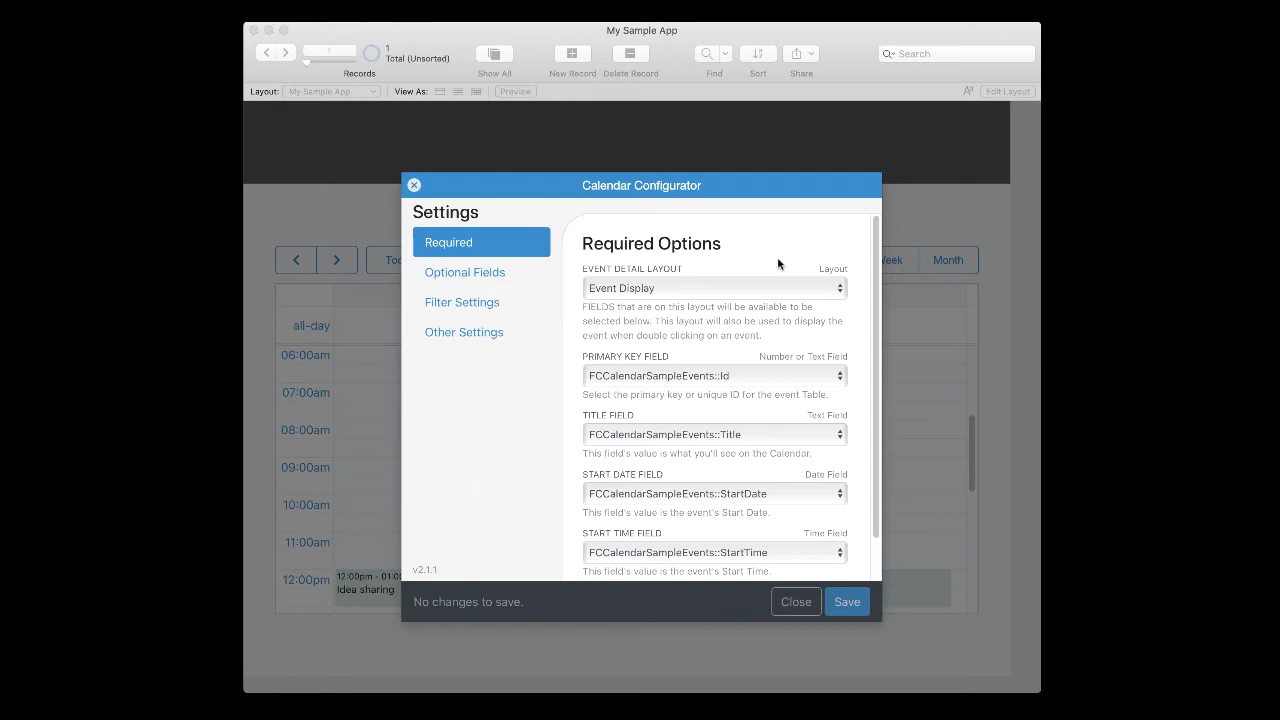 My Sample App
1
1
Total (Unsorted)
Records
Show All
New Record
Delete Record
Find
Sort
Share
Search
Layout:
My Sample App
View As:
Preview
Edit Layout
Calendar Configurator
Settings
Required
Optional Fields
Filter Settings
Other Settings
v2.1.1
Required Options
EVENT DETAIL LAYOUT Layout
Event Display
FIELDS that are on this layout will be available to be
selected below. This layout will also be used to display the
event when double clicking on an event.
PRIMARY KEY FIELD Number or Text Field
FCCalendarSampleEvents::Id
Select the primary key or unique ID for the event Table.
TITLE FIELD Text Field
FCCalendarSampleEvents::Title
This field's value is what you'll see on the Calendar.
START DATE FIELD Date Field
FCCalendarSampleEvents::StartDate
This field's value is the event's Start Date.
START TIME FIELD Time Field
FCCalendarSampleEvents::StartTime
This field's value is the event's Start Time.
No changes to save.
Close
Save
Month
all-day
06:00am
07:00am
08:00am
09:00am
10:00am
11:00am
12:00pm
12:00pm - 01:0
Idea sharing